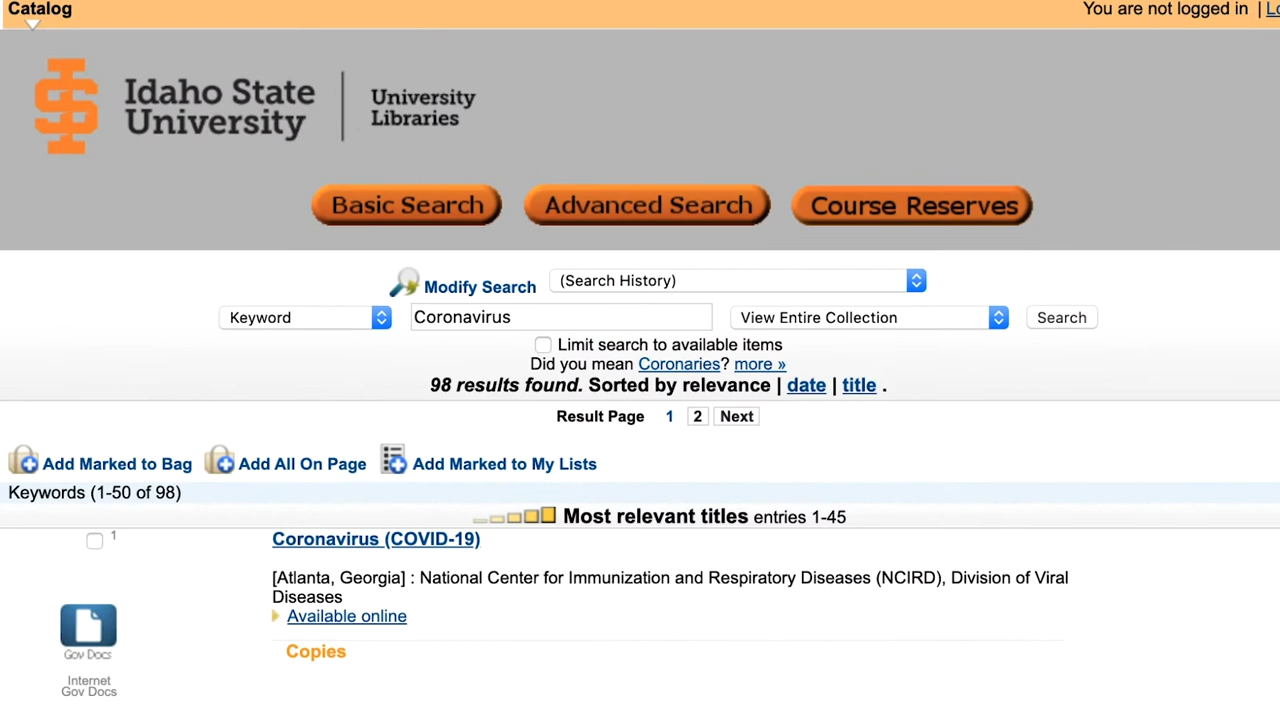 Catalog
You are not logged in | Lo
Idaho State
University
University
Libraries
Basic Search
Advanced Search
Course Reserves
Modify Search
(Search History)
Keyword
Coronavirus
View Entire Collection
Search
Limit search to available items
Did you mean Coronaries? more »
98 results found. Sorted by relevance | date | title .
Result Page 1 2 Next
Add Marked to Bag
Add All On Page
Add Marked to My Lists
Keywords (1-50 of 98)
Most relevant titles entries 1-45
1
Coronavirus (COVID-19)
[Atlanta, Georgia] : National Center for Immunization and Respiratory Diseases (NCIRD), Division of Viral
Diseases
Available online
Copies
Gov Docs
Internet
Gov Docs